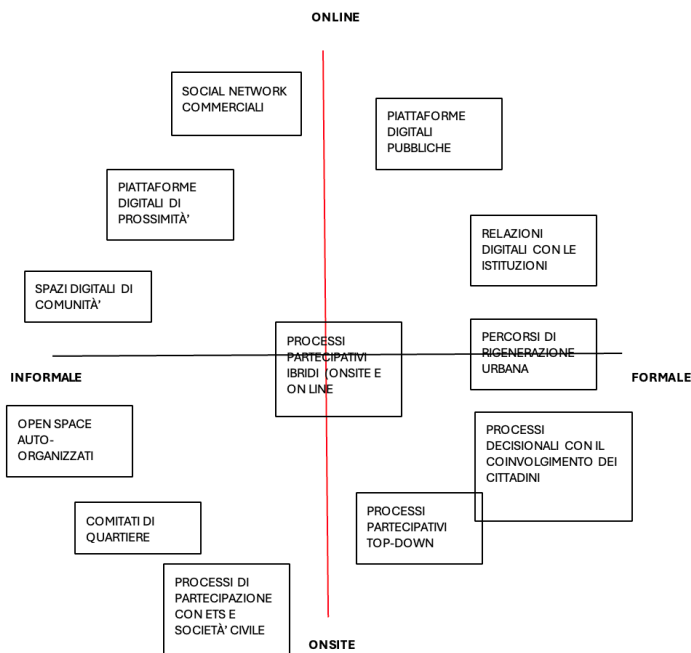 ONLINE
SOCIAL NETWORK
COMMERCIALI
PIATTAFORME
DIGITALI
PUBBLICHE
PIATTAFORME
DIGITALI DI
PROSSIMITÀ'
RELAZIONI
DIGITALI CON LE
ISTITUZIONI
SPAZI DIGITALI DI
COMUNITÀ'
PROCESSI
PARTECIPATIVI
IBRIDI (ONSITE E
ON LINE
PERCORSI DI
RIGENERAZIONE
URBANA
INFORMALE
FORMALE
OPEN SPACE
AUTO-
ORGANIZZATI
PROCESSI
DECISIONALI CON IL
COINVOLGIMENTO DEI
CITTADINI
COMITATI DI
QUARTIERE
PROCESSI
PARTECIPATIVI
TOP-DOWN
PROCESSI DI
PARTECIPAZIONE
CON ETS E
SOCIETÀ' CIVILE
ONSITE